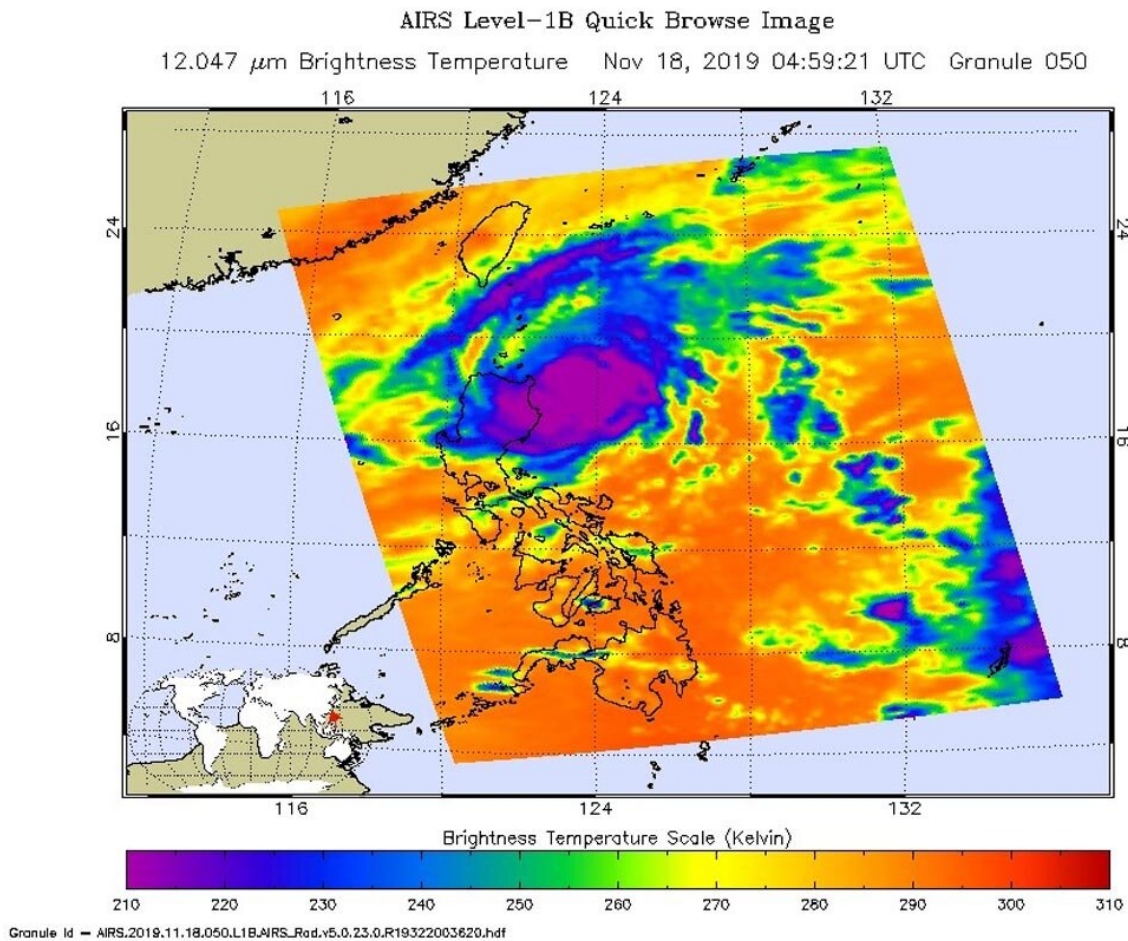 AIRS Level-1B Quick Browse Image
12.047 μm Brightness Temperature Nov 18, 2019 04:59:21 UTC Granule 050
116 124 132
24 24
16 16
8 8
116 124 132
Brightness Temperature Scale (Kelvin)
210 220 230 240 250 260 270 280 290 300 310
Granule Id - AIRS.2019.11.18.050.L1B.AIRS_Rad.v5.0.23.0.R19322003620.hdf